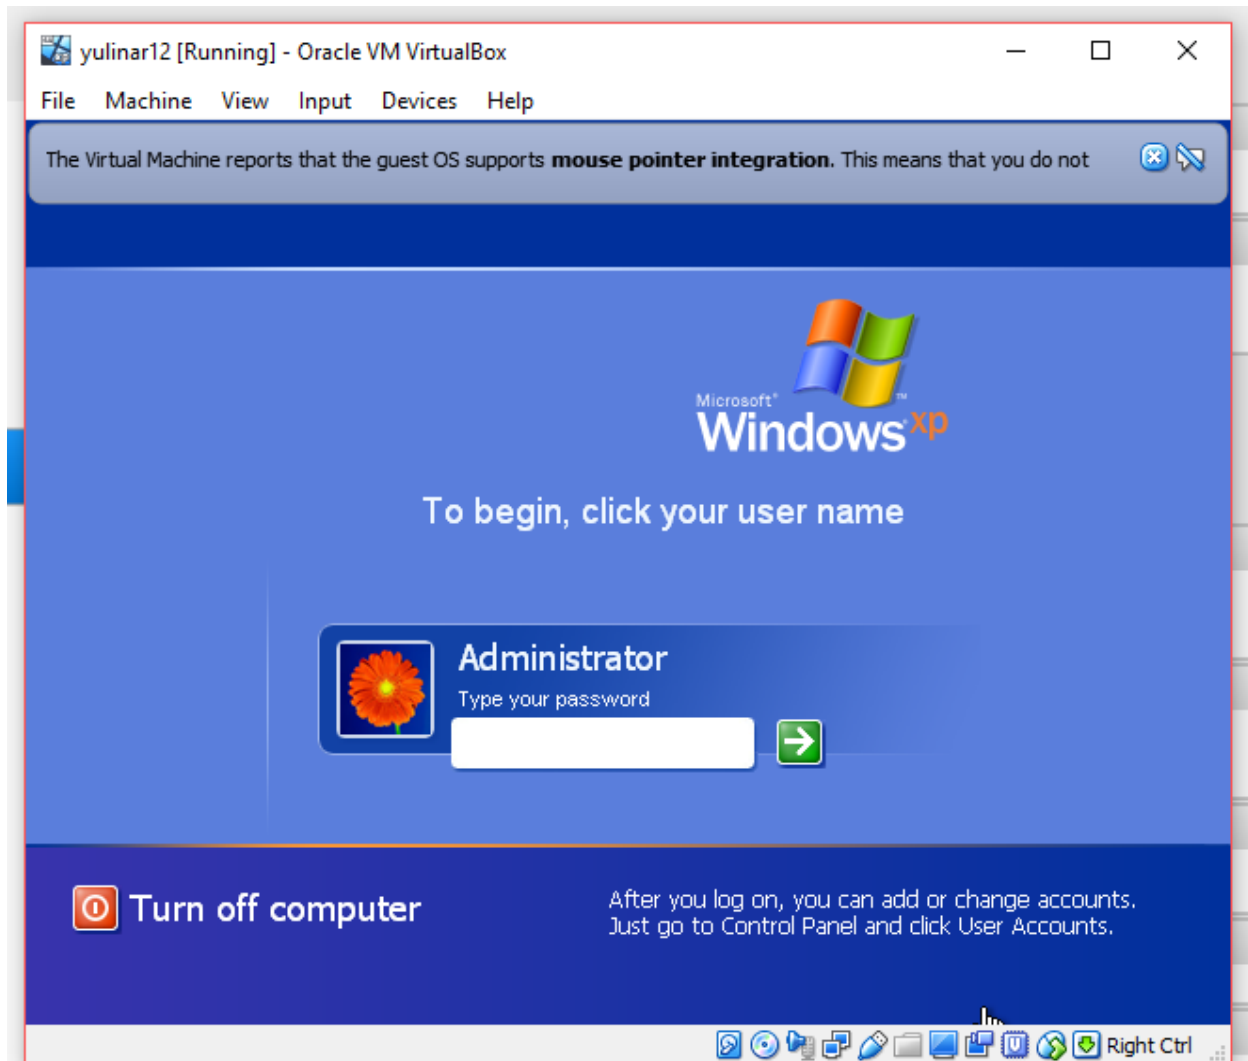 yulinar12 [Running] - Oracle VM VirtualBox
File Machine View Input Devices Help
The Virtual Machine reports that the guest OS supports mouse pointer integration. This means that you do not
Microsoft®
Windows xp™
To begin, click your user name
Administrator
Type your password
Turn off computer
After you log on, you can add or change accounts.
Just go to Control Panel and click User Accounts.
Right Ctrl